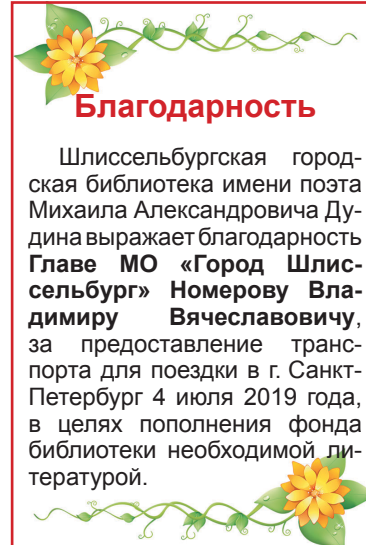 Благодарность
Шлиссельбургская город-
ская библиотека имени поэта
Михаила Александровича Ду-
дина выражает благодарность
Главе МО «Город Шлис-
сельбург» Номерову Вла-
димиру Вячеславовичу,
за предоставление транс-
порта для поездки в г. Санкт-
Петербург 4 июля 2019 года,
в целях пополнения фонда
библиотеки необходимой ли-
тературой.